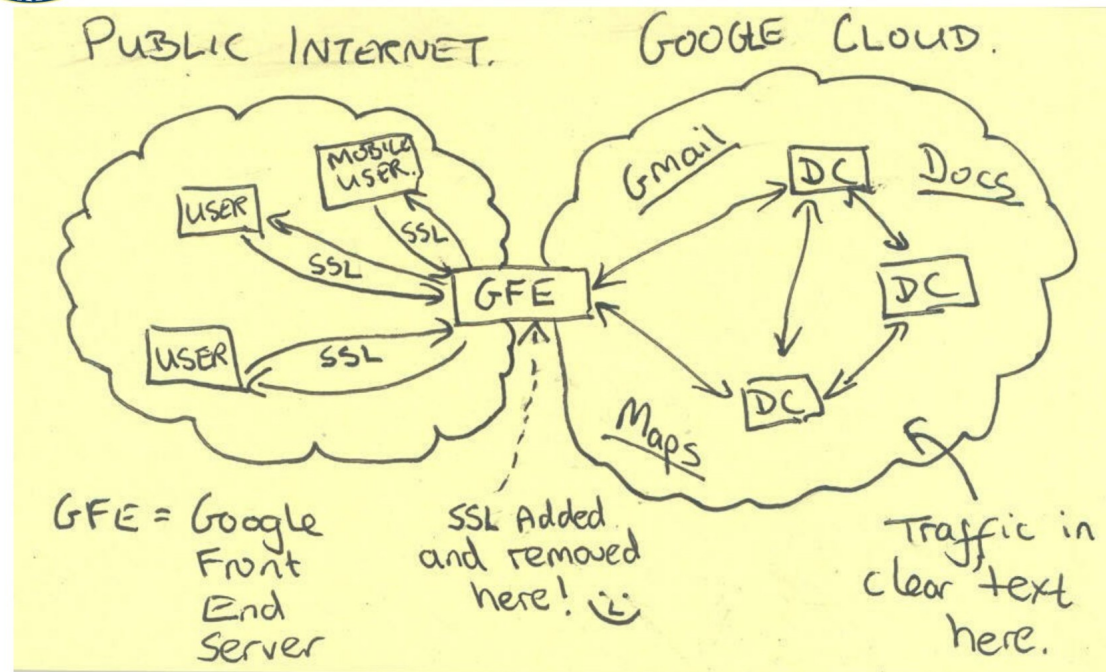 PUBLIC INTERNET.
GOOGLE CLOUD.
MOBILE
USER.
USER
SSL
SSL
USER
SSL
GFE
Gmail
DC
Docs
DC
DC
Maps
GFE = Google
Front
End
Server
SSL Added
and removed
here!
Traffic in
clear text
here.